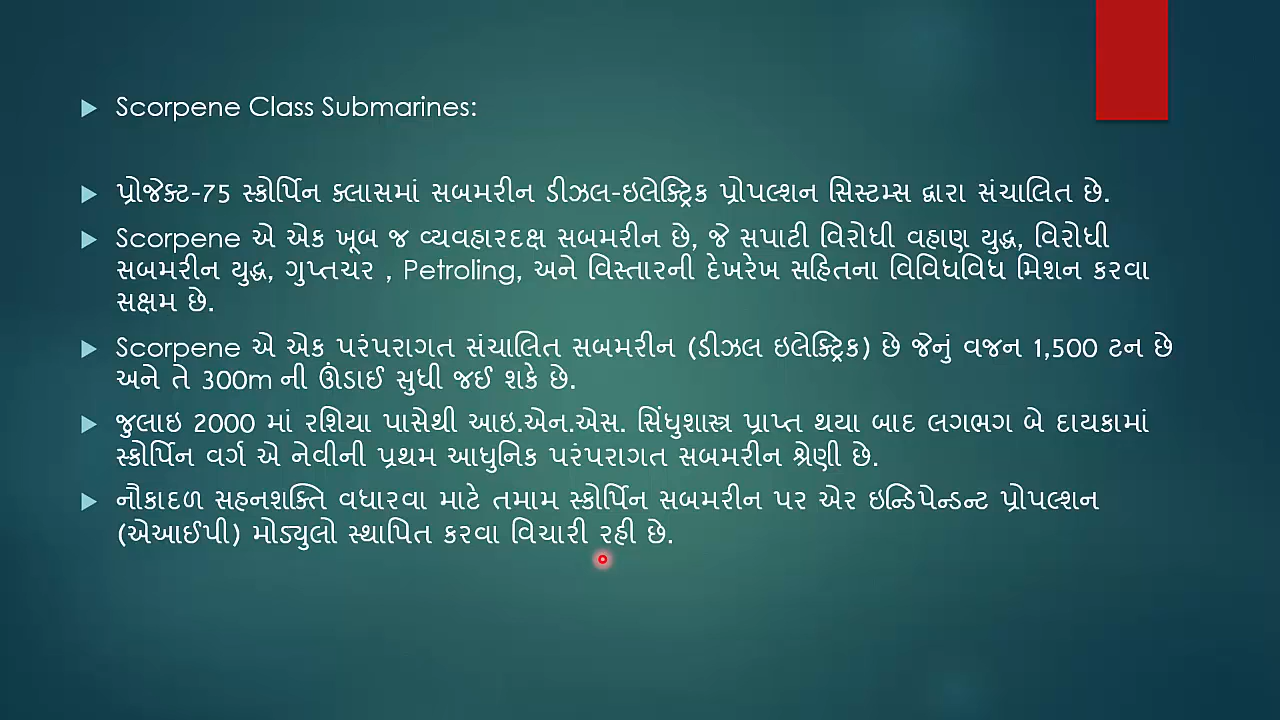 Scorpene Class Submarines:
પ્રોજેક્ટ-75 સ્કોર્પિન ક્લાસમાં સબમરીન ડીઝલ-ઇલેક્ટ્રિક પ્રોપલ્શન સિસ્ટમ્સ દ્વારા સંચાલિત છે.
Scorpene એ એક ખૂબ જ વ્યવહારદક્ષ સબમરીન છે, જે સપાટી વિરોધી વહાણ યુદ્ધ, વિરોધી
સબમરીન યુદ્ધ, ગુપ્તચર , Petroling, અને વિસ્તારની દેખરેખ સહિતના વિવિધવિધ મિશન કરવા
સક્ષમ છે.
Scorpene એ એક પરંપરાગત સંચાલિત સબમરીન (ડીઝલ ઇલેક્ટ્રિક) છે જેનું વજન 1,500 ટન છે
અને તે 300m ની ઊંડાઈ સુધી જઈ શકે છે.
જુલાઇ 2000 માં રશિયા પાસેથી આઇ.એન.એસ. સિંધુશાસ્ત્ર પ્રાપ્ત થયા બાદ લગભગ બે દાયકામાં
સ્કોર્પિન વર્ગ એ નેવીની પ્રથમ આધુનિક પરંપરાગત સબમરીન શ્રેણી છે.
નૌકાદળ સહનશક્તિ વધારવા માટે તમામ સ્કોર્પિન સબમરીન પર એર ઇન્ડિપેન્ડન્ટ પ્રોપલ્શન
(એઆઈપી) મોડ્યુલો સ્થાપિત કરવા વિચારી રહી છે.